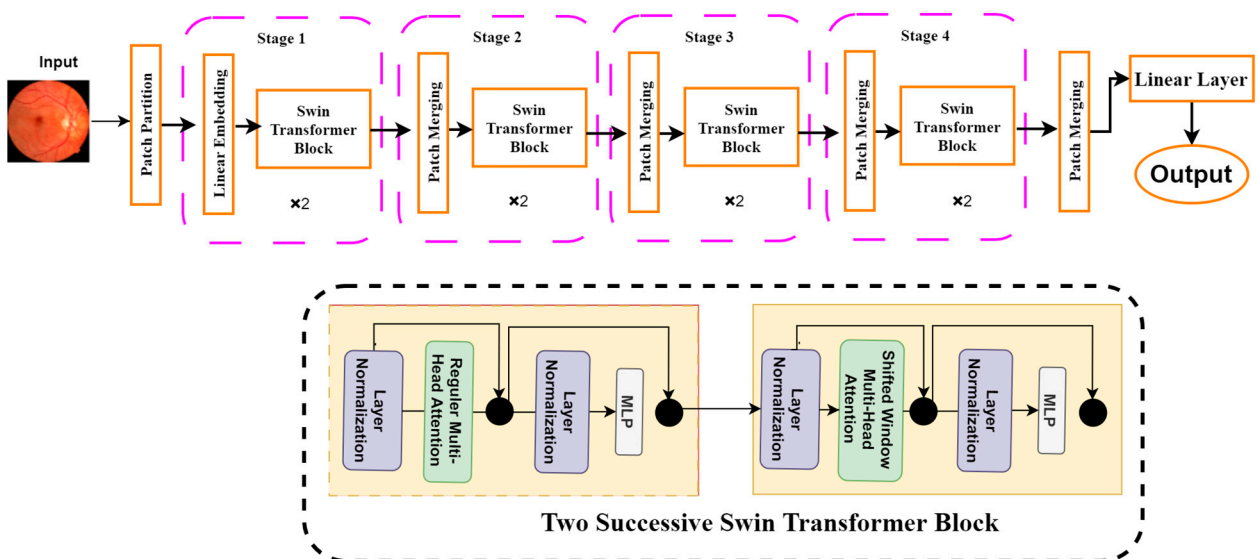 Input
Patch Partition
Stage 1
Linear Embedding
Swin
Transformer
Block
×2
Stage 2
Patch Merging
Swin
Transformer
Block
×2
Stage 3
Patch Merging
Swin
Transformer
Block
×2
Stage 4
Patch Merging
Swin
Transformer
Block
×2
Patch Merging
Linear Layer
Output
Layer
Normalization
Reguler Multi-
Head Attention
Layer
Normalization
MLP
Layer
Normalization
Shifted Window
Multi-Head
Attention
Layer
Normalization
MLP
Two Successive Swin Transformer Block